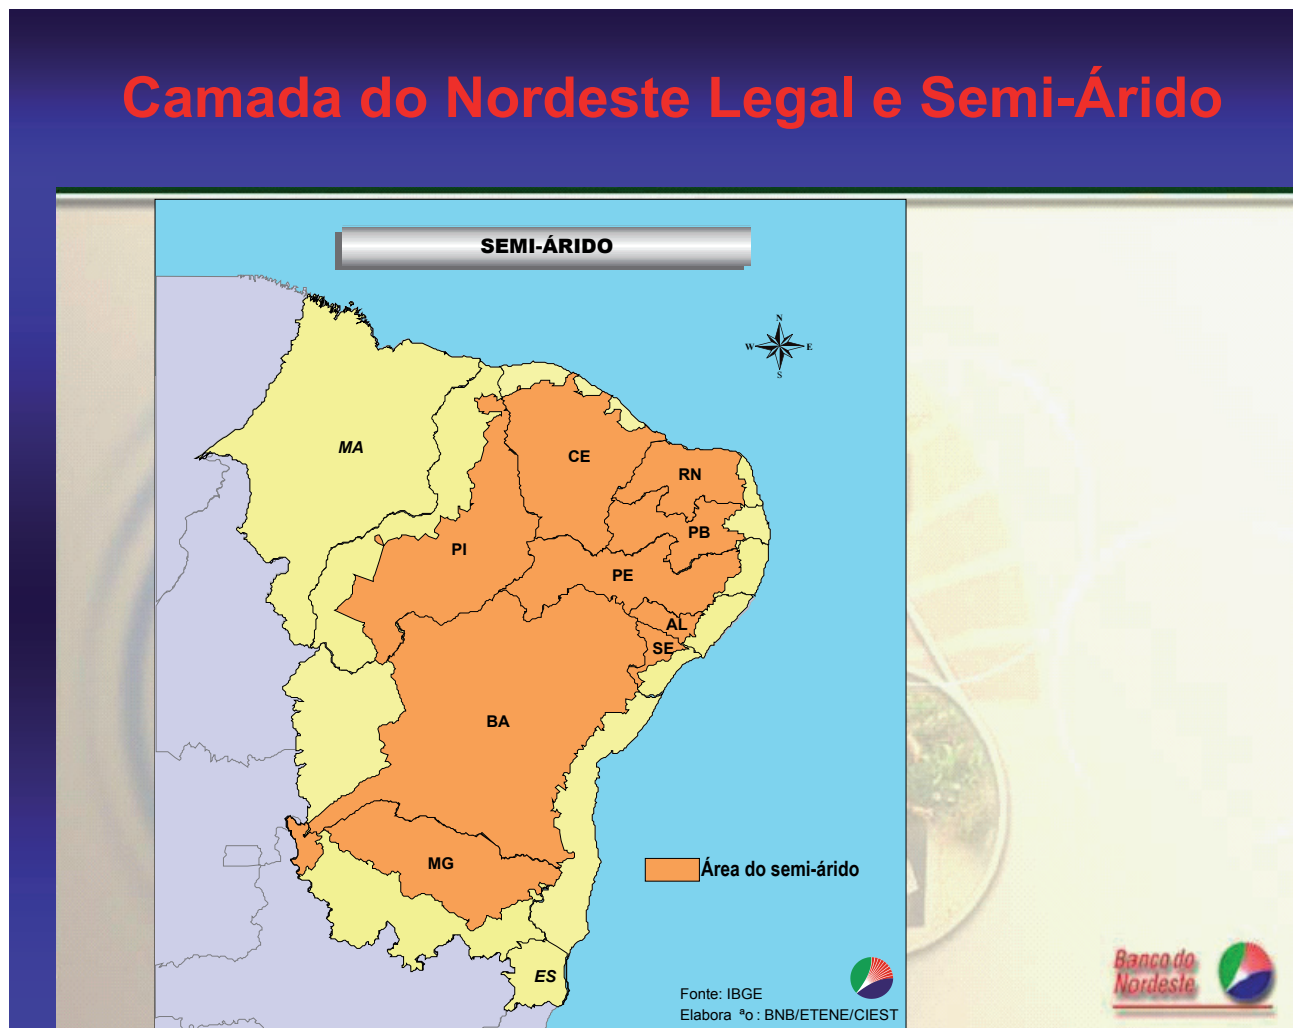 Camada do Nordeste Legal e Semi-Árido
SEMI-ÁRIDO
N
W E
S
MA
CE
RN
PB
PI
PE
AL
SE
BA
MG
Área do semi-árido
ES
Fonte: IBGE
Elabora ªo : BNB/ETENE/CIEST
Banco do
Nordeste